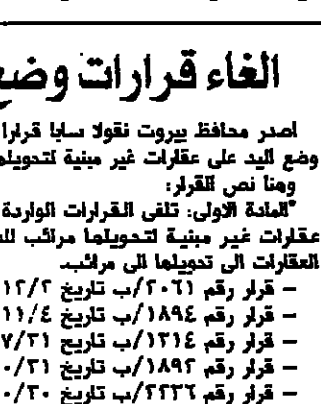 الغاء قرارات وضع
اصدر محافظ بيروت نقولا سابا قرارا
وضع اليد على عقارات غير مبنية لتحويلها
وهنا نص القرار:
"المادة الاولى: تلغى القرارات الواردة
عقارات غير مبنية لتحويلها مرائب
العقارات الى تحويلها الى مرائب.
– قرار رقم ٢٠٦١/ب تاريخ ١٢/٢
– قرار رقم ١٨٩٤/ب تاريخ ١١/٤
– قرار رقم ١٣١٤/ب تاريخ ٧/٣١
– قرار رقم ١٨٩٢/ب تاريخ ٠/٣١
– قرار رقم ٢٢٣٦/ب تاريخ ٠/٣٠